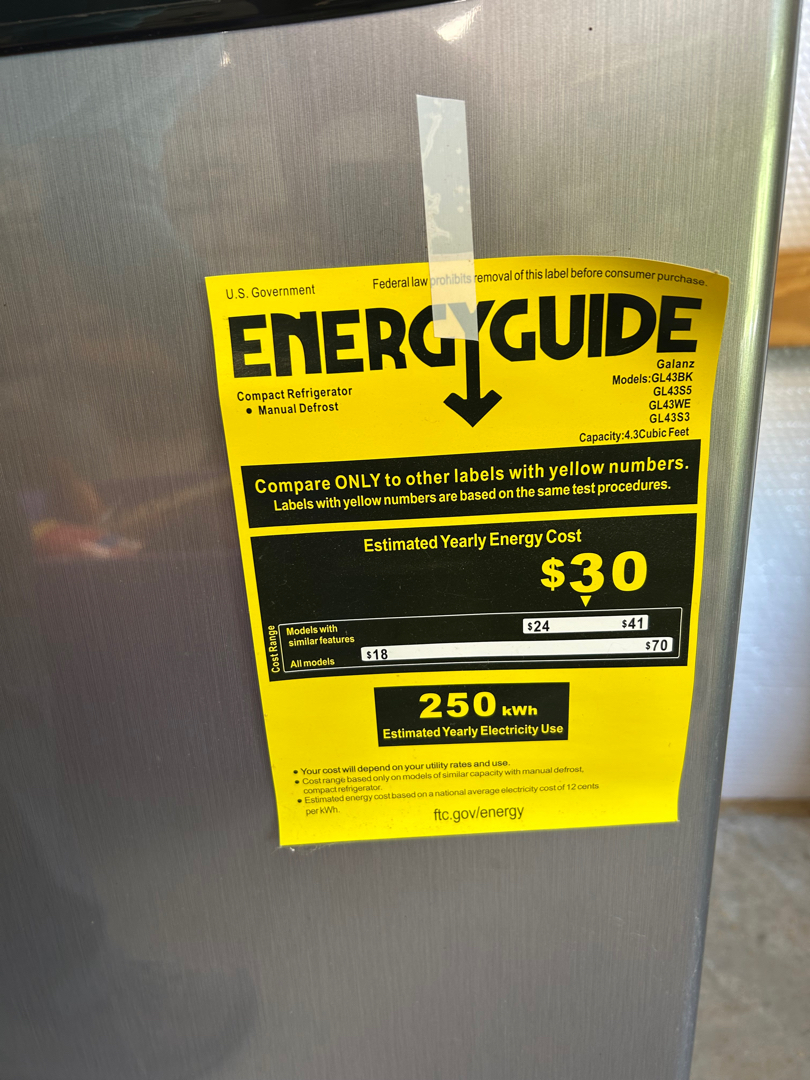 U.S. Government
Federal law prohibits removal of this label before consumer purchase.
ENERGYGUIDE
Compact Refrigerator
• Manual Defrost
Galanz
Models:GL43BK
GL43S5
GL43WE
GL43S3
Capacity:4.3Cubic Feet
Compare ONLY to other labels with yellow numbers.
Labels with yellow numbers are based on the same test procedures.
Estimated Yearly Energy Cost
$30
Cost Range
Models with
similar features
$24 $41
All models
$18 $70
250 kWh
Estimated Yearly Electricity Use
• Your cost will depend on your utility rates and use.
• Cost range based only on models of similar capacity with manual defrost,
compact refrigerator.
• Estimated energy cost based on a national average electricity cost of 12 cents
per kWh.
ftc.gov/energy